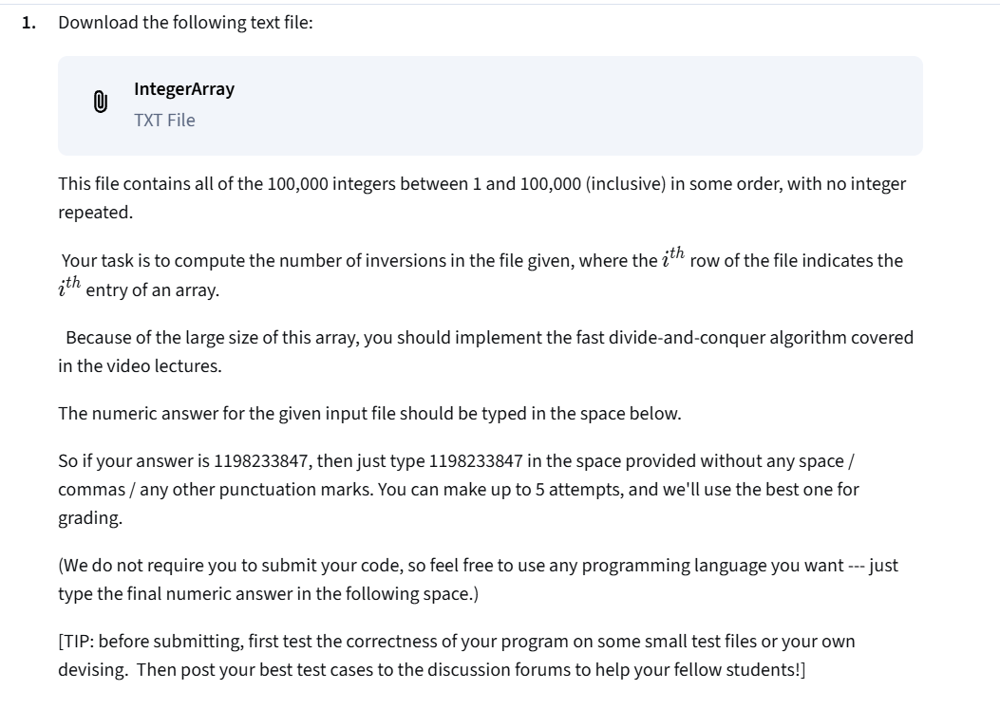 1. Download the following text file:
IntegerArray
TXT File
This file contains all of the 100,000 integers between 1 and 100,000 (inclusive) in some order, with no integer
repeated.
Your task is to compute the number of inversions in the file given, where the i^th row of the file indicates the
i^th entry of an array.
Because of the large size of this array, you should implement the fast divide-and-conquer algorithm covered
in the video lectures.
The numeric answer for the given input file should be typed in the space below.
So if your answer is 1198233847, then just type 1198233847 in the space provided without any space /
commas / any other punctuation marks. You can make up to 5 attempts, and we'll use the best one for
grading.
(We do not require you to submit your code, so feel free to use any programming language you want --- just
type the final numeric answer in the following space.)
[TIP: before submitting, first test the correctness of your program on some small test files or your own
devising. Then post your best test cases to the discussion forums to help your fellow students!]